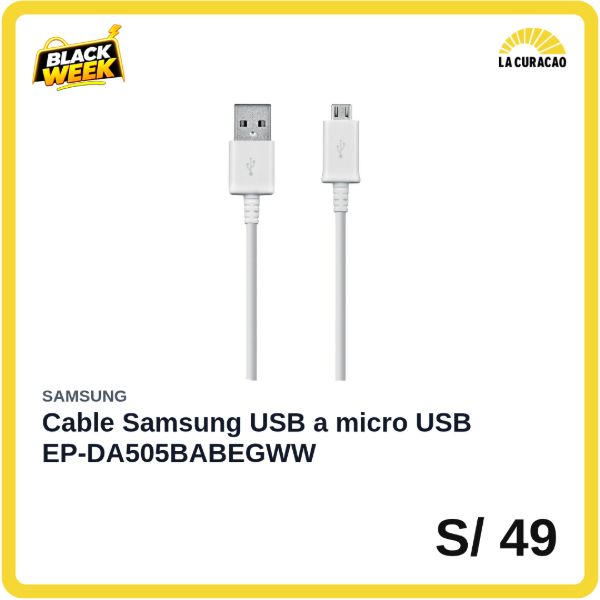 BLACK
WEEK
LA CURACAO
SAMSUNG
Cable Samsung USB a micro USB
EP-DA505BABEGWW
S/ 49